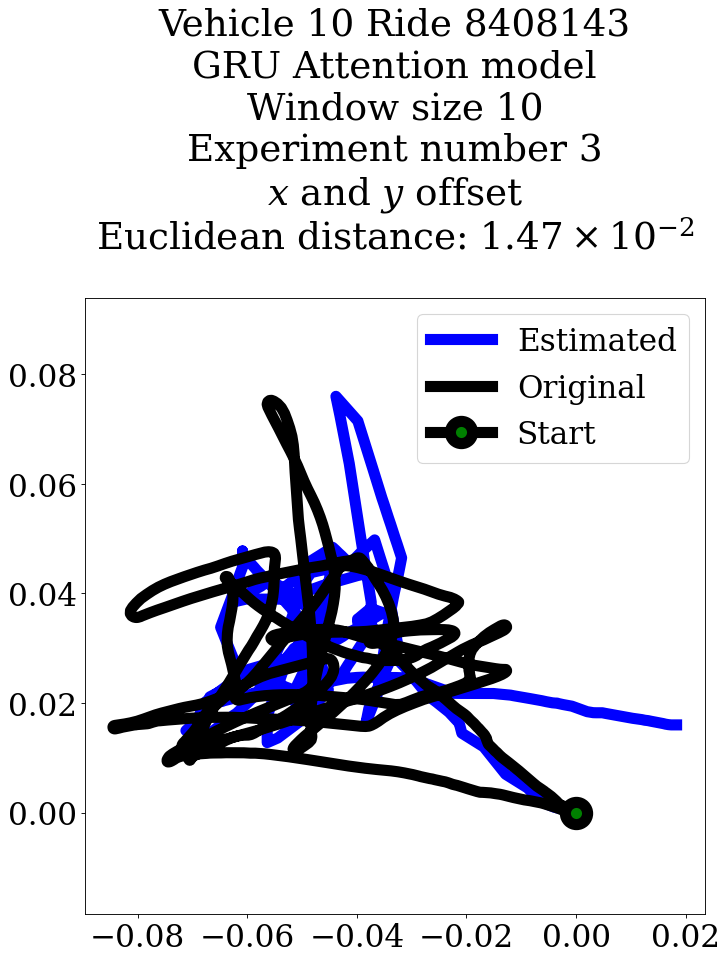 Vehicle 10 Ride 8408143
GRU Attention model
Window size 10
Experiment number 3
x and y offset
Euclidean distance: 1.47 × 10⁻²
Estimated
Original
Start
0.08
0.06
0.04
0.02
0.00
−0.08 −0.06 −0.04 −0.02 0.00 0.02